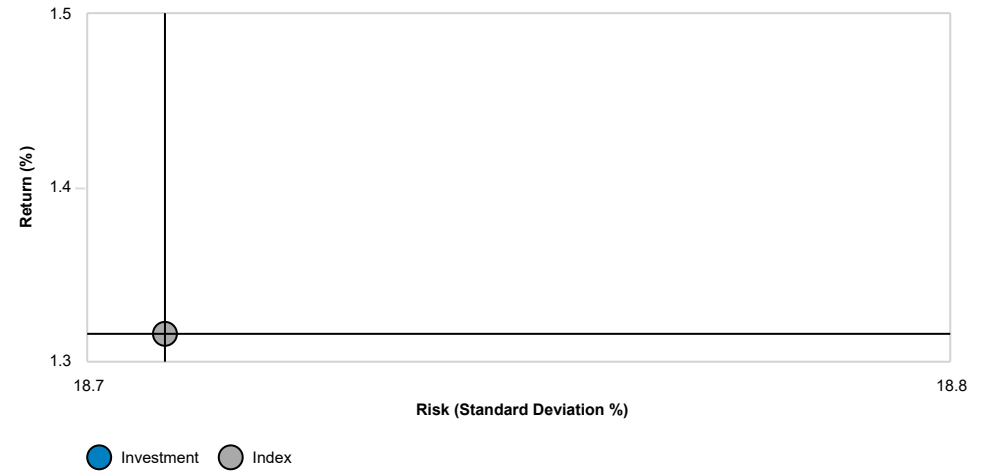 1.5
Return (%)
1.4
1.3
18.7
18.8
Risk (Standard Deviation %)
Investment
Index